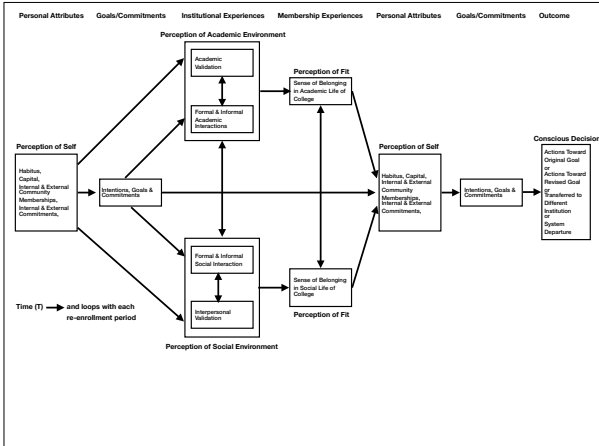 Personal Attributes Goals/Commitments Institutional Experiences Membership Experiences Personal Attributes Goals/Commitments Outcome
Perception of Academic Environment
Academic
Validation
Formal & Informal
Academic
Interactions
Perception of Fit
Sense of Belonging
in Academic Life of
College
Perception of Self
Habitus,
Capital,
Internal & External
Community
Memberships,
Internal & External
Commitments,
Intentions, Goals &
Commitments
Perception of Self
Habitus, Capital,
Internal & External
Community
Memberships,
Internal & External
Commitments,
Intentions, Goals &
Commitments
Conscious Decision
Actions Toward
Original Goal
or
Actions Toward
Revised Goal
or
Transferred to
Different
Institution
or
System
Departure
Formal & Informal
Social Interaction
Interpersonal
Validation
Perception of Social Environment
Sense of Belonging
in Social Life of
College
Perception of Fit
Time (T) and loops with each
re-enrollment period